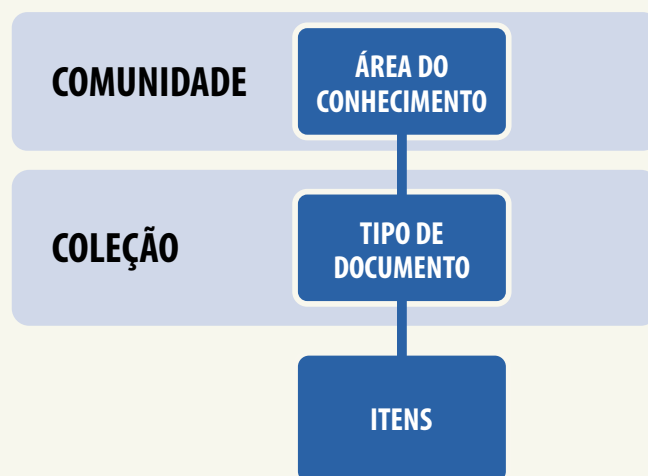 COMUNIDADE
ÁREA DO
CONHECIMENTO
COLEÇÃO
TIPO DE
DOCUMENTO
ITENS